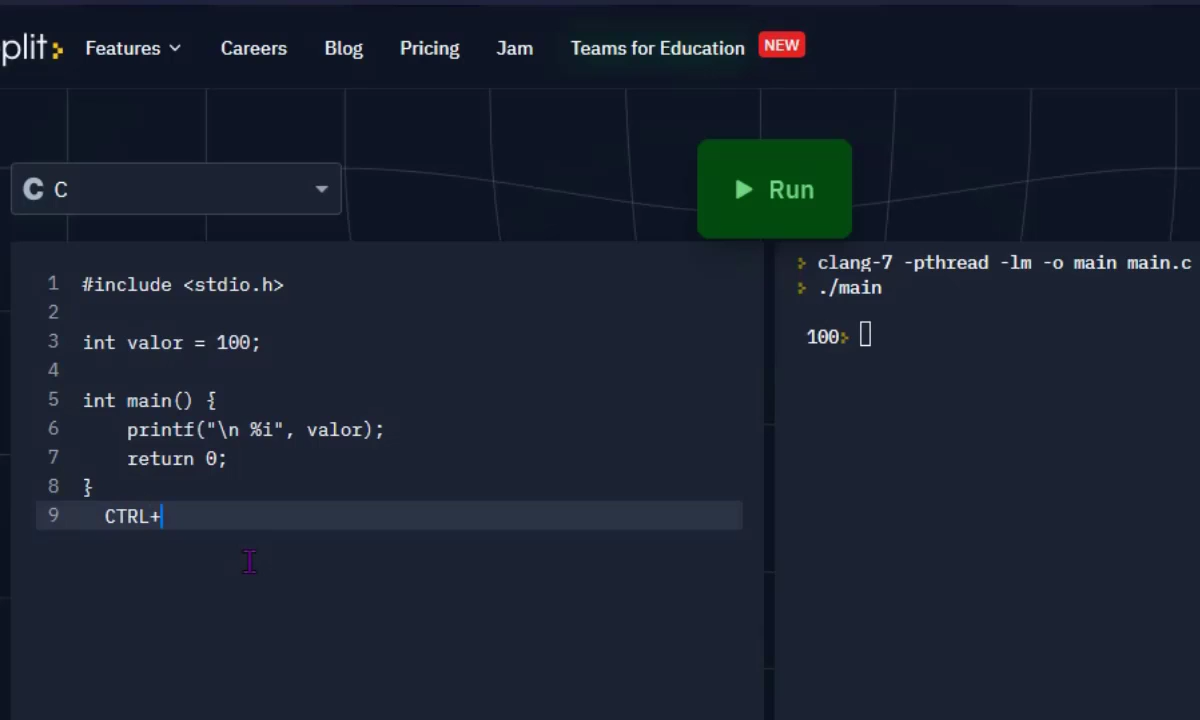 plit
Features
Careers
Blog
Pricing
Jam
Teams for Education
NEW
C C
Run
1 #include <stdio.h>
2
3 int valor = 100;
4
5 int main() {
6 printf("\n %i", valor);
7 return 0;
8 }
9 CTRL+
> clang-7 -pthread -lm -o main main.c
> ./main
100>